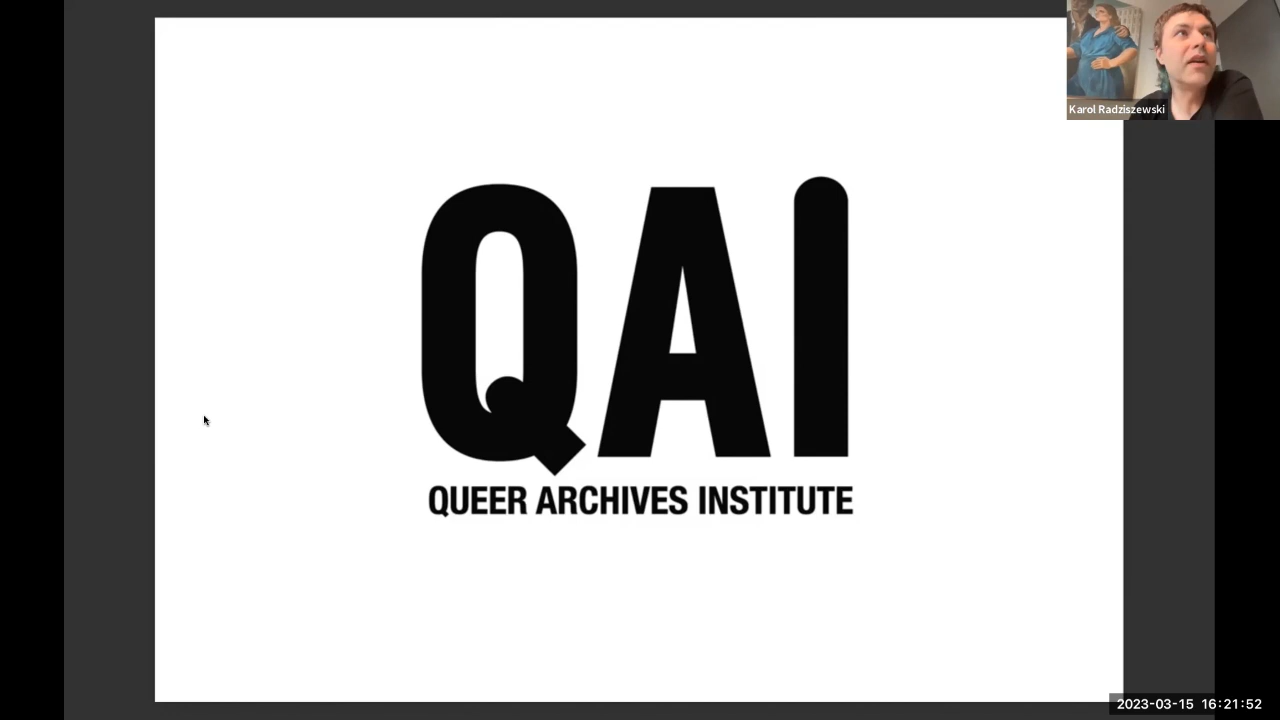 Karol Radziszewski
QAI
QUEER ARCHIVES INSTITUTE
2023-03-15 16:21:52